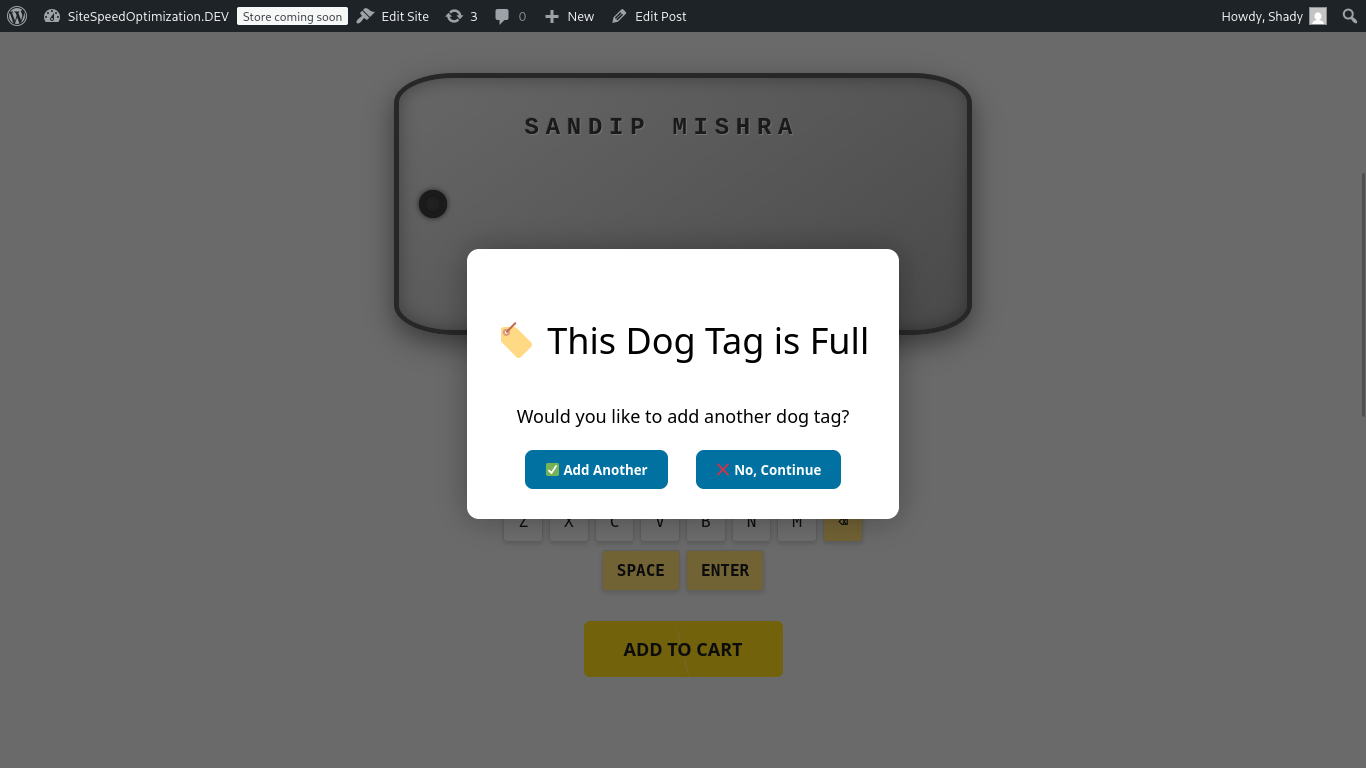 SiteSpeedOptimization.DEV Store coming soon Edit Site 3 0 New Edit Post Howdy, Shady
SANDIP MISHRA
This Dog Tag is Full
Would you like to add another dog tag?
Add Another No, Continue
Z X C V B N M
SPACE ENTER
ADD TO CART